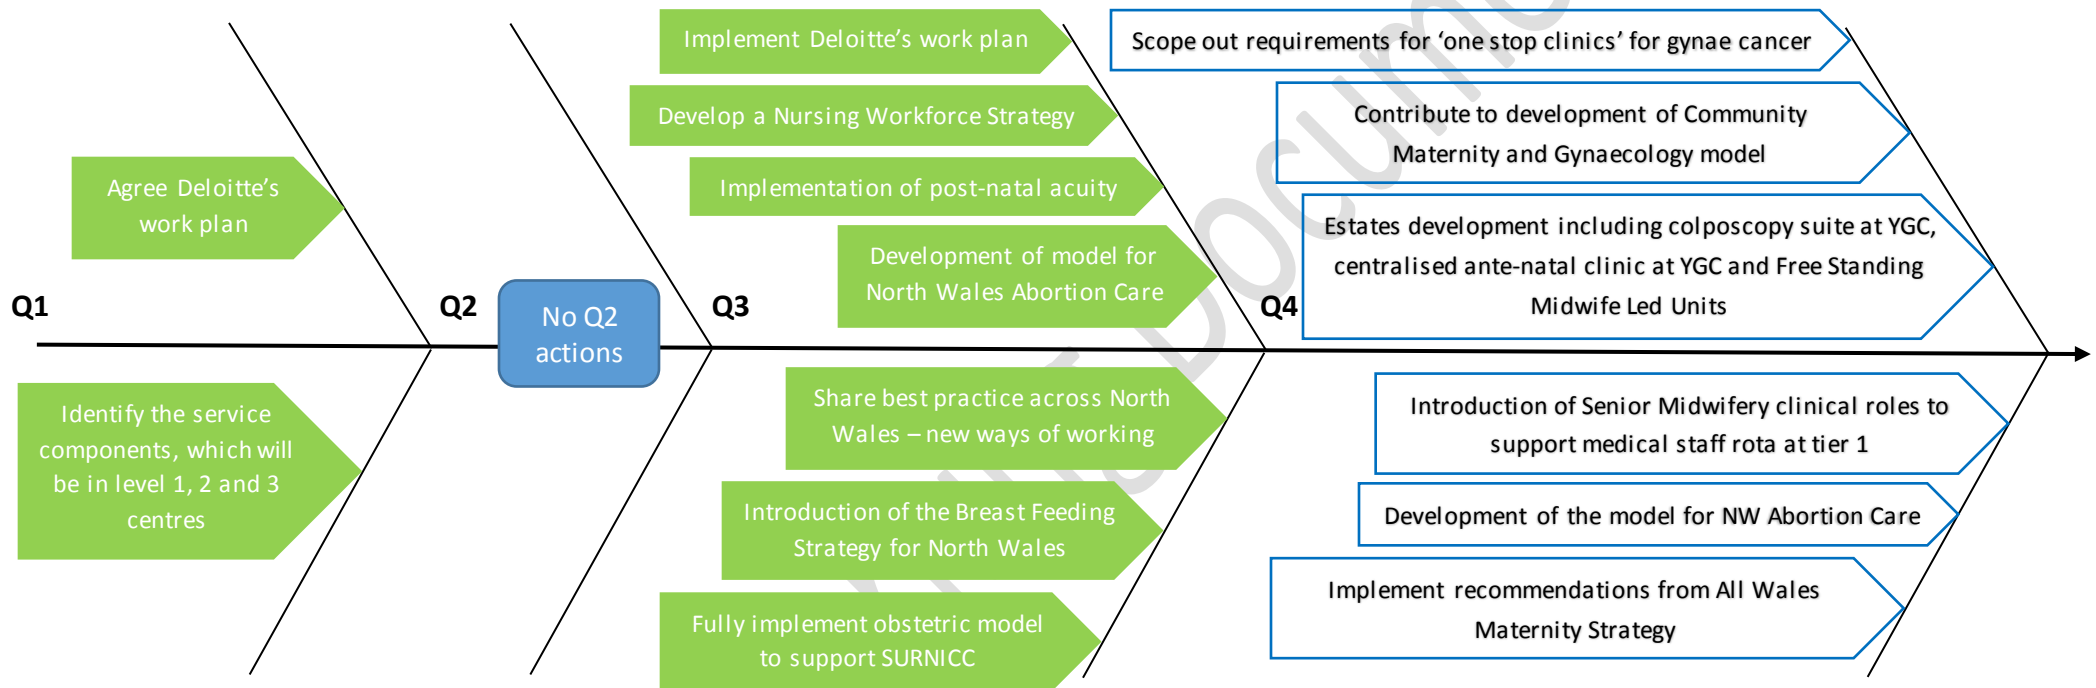 Q1
Agree Deloitte's
work plan
Identify the service
components, which will
be in level 1, 2 and 3
centres
Q2
No Q2
actions
Q3
Implement Deloitte's work plan
Develop a Nursing Workforce Strategy
Implementation of post-natal acuity
Development of model for
North Wales Abortion Care
Share best practice across North
Wales – new ways of working
Introduction of the Breast Feeding
Strategy for North Wales
Fully implement obstetric model
to support SURNICC
Q4
Scope out requirements for 'one stop clinics' for gynae cancer
Contribute to development of Community
Maternity and Gynaecology model
Estates development including colposcopy suite at YGC,
centralised ante-natal clinic at YGC and Free Standing
Midwife Led Units
Introduction of Senior Midwifery clinical roles to
support medical staff rota at tier 1
Development of the model for NW Abortion Care
Implement recommendations from All Wales
Maternity Strategy